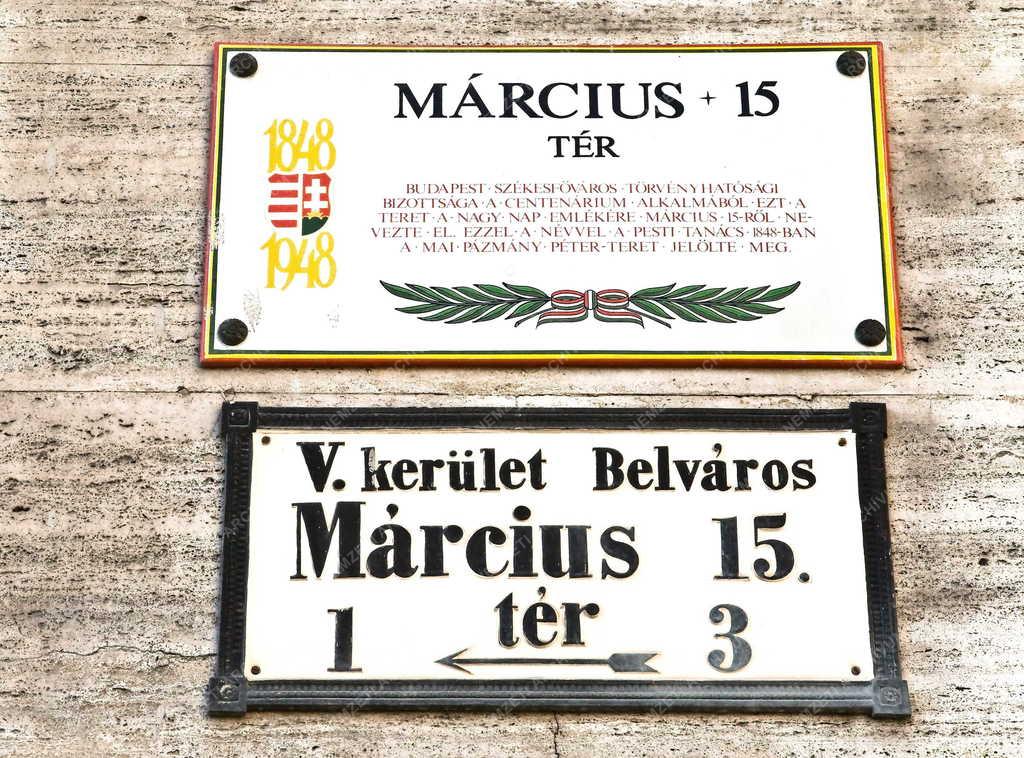 MÁRCIUS + 15
TÉR
1848
1948
BUDAPEST · SZÉKESFŐVÁROS · TÖRVÉNYHATÓSÁGI
BIZOTTSÁGA · A · CENTENÁRIUM · ALKALMÁBÓL · EZT · A
TERET · A · NAGY · NAP · EMLÉKÉRE · MÁRCIUS · 15-RŐL · NE-
VEZTE · EL. EZZEL · A · NÉVVEL · A · PESTI · TANÁCS · 1848-BAN
A · MAI · PÁZMÁNY · PÉTER-TERET · JELÖLTE · MEG.
V. kerület Belváros
Március 15.
tér
1 3